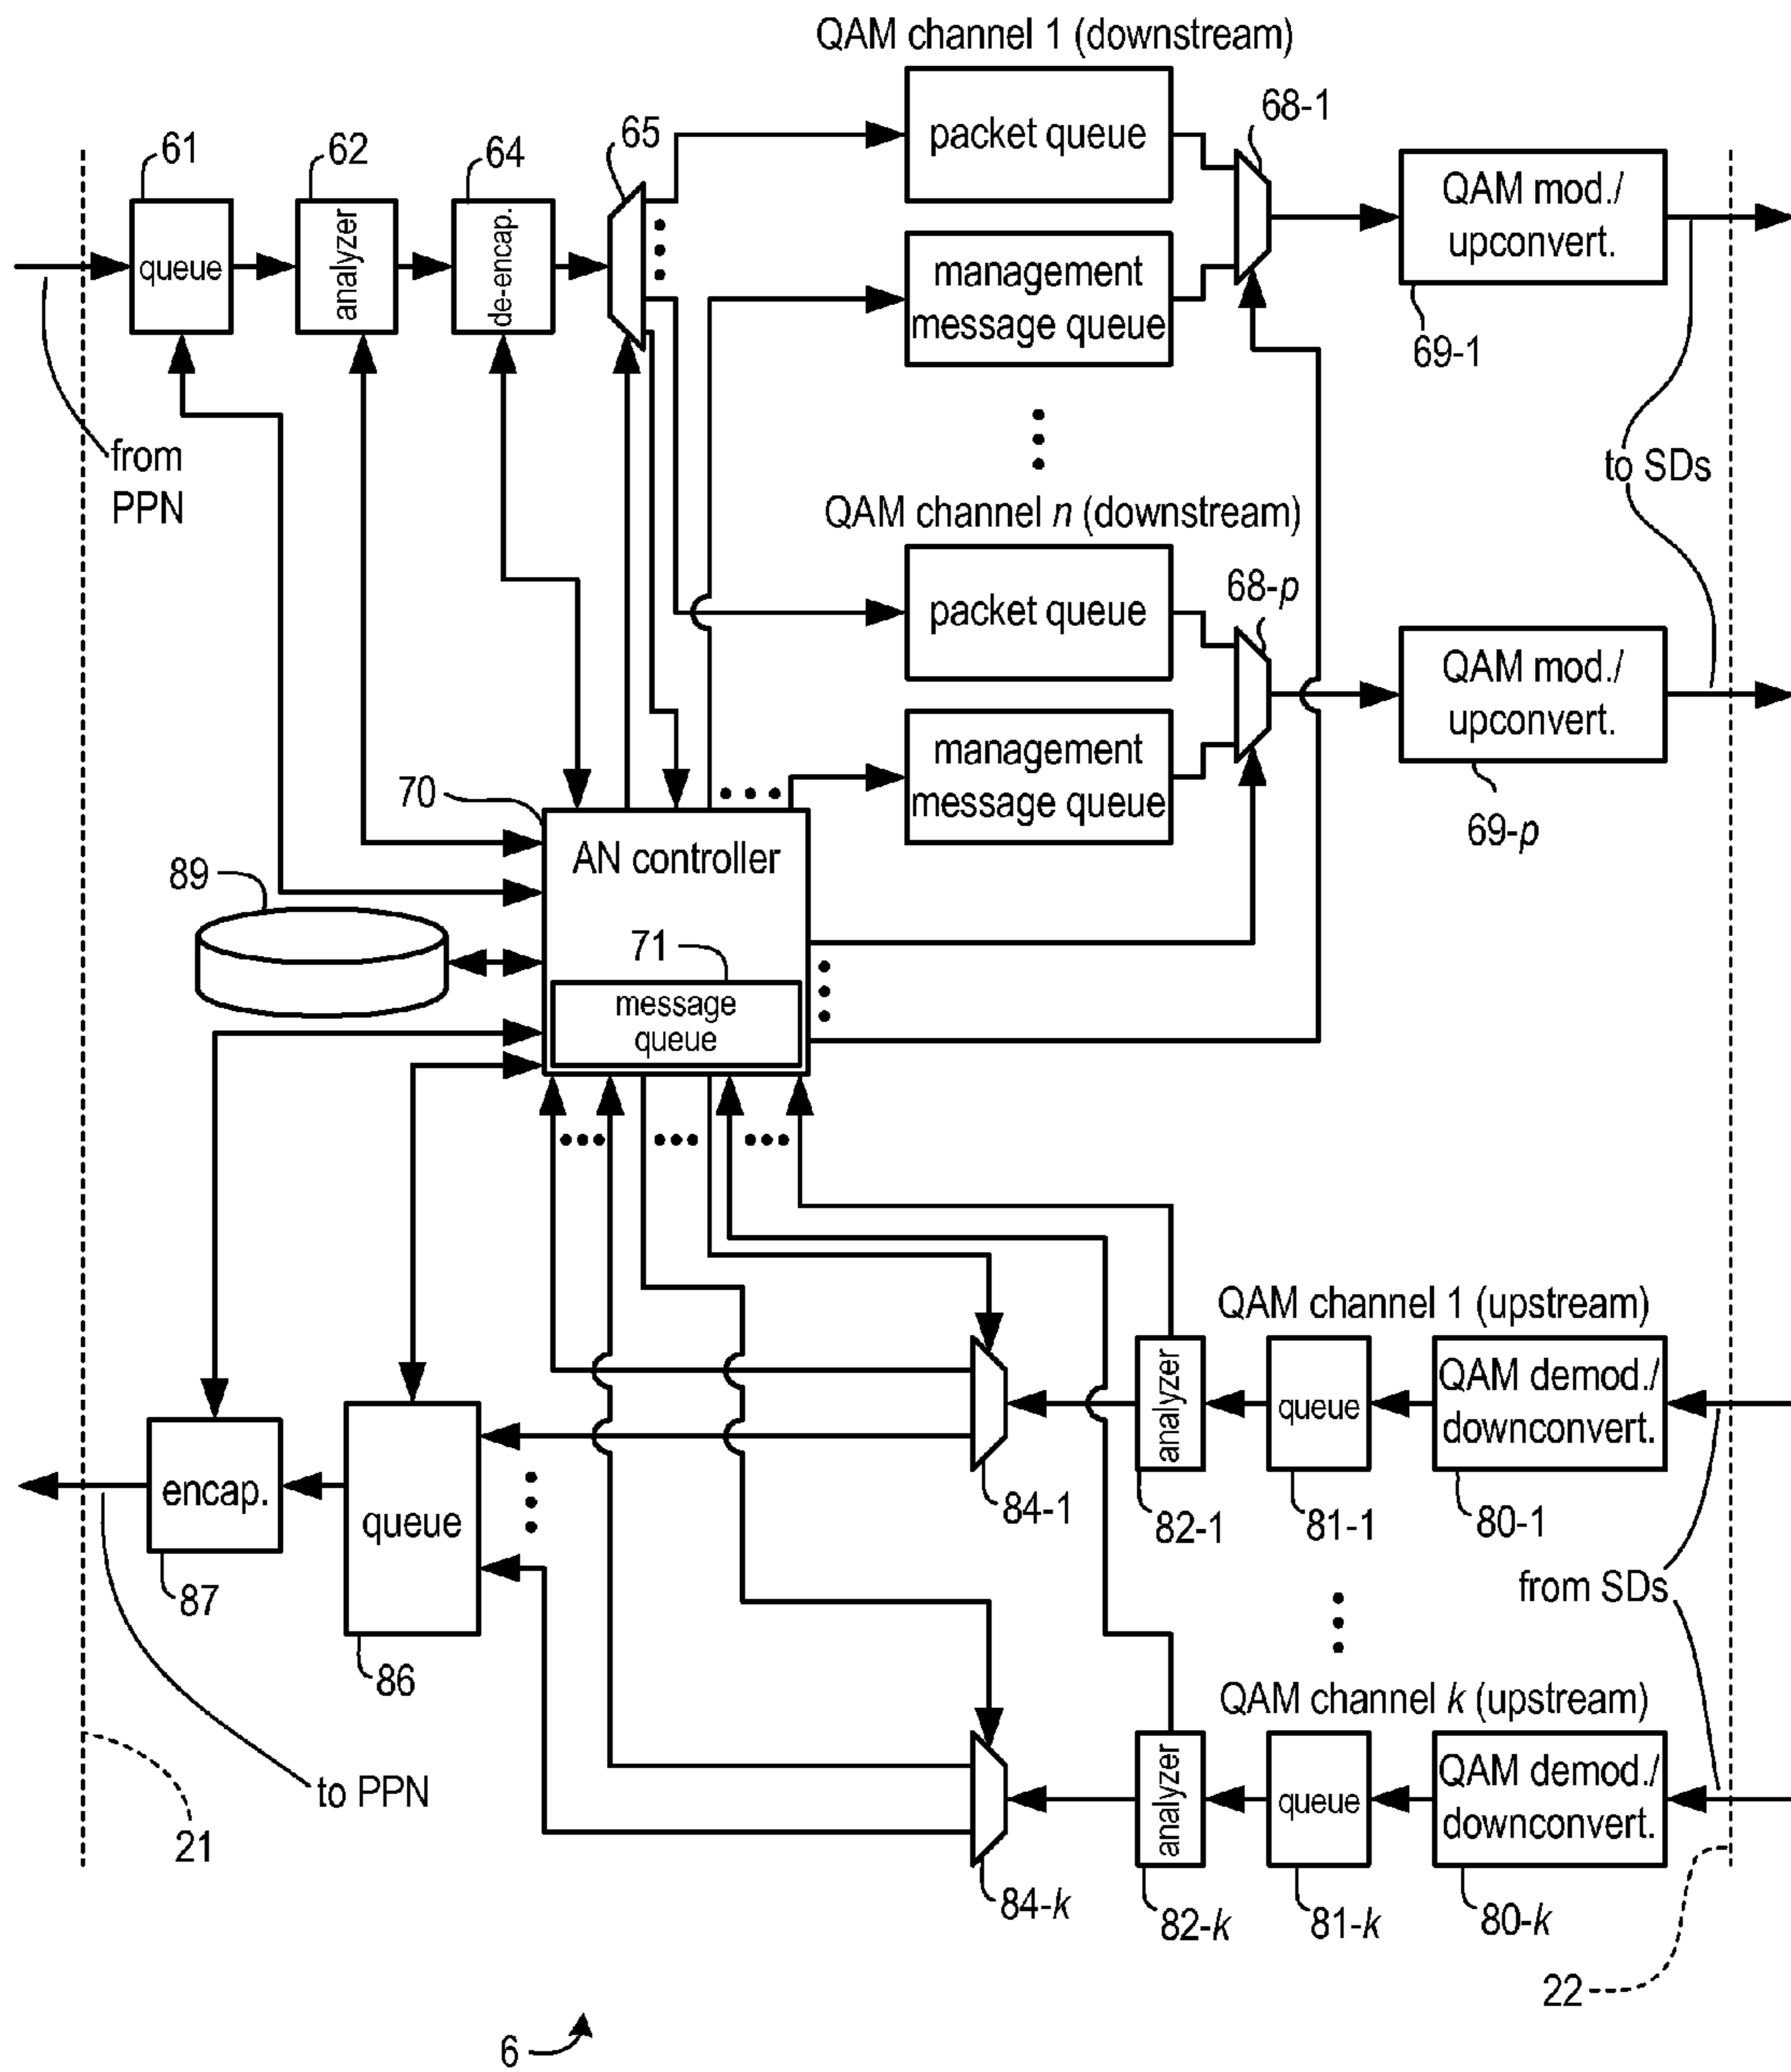 QAM channel 1 (downstream)
61
62
64
65
packet queue
68-1
queue
analyzer
de-encap.
management
message queue
QAM mod./
upconvert.
69-1
from
PPN
to SDs
QAM channel n (downstream)
packet queue
68-p
management
message queue
QAM mod./
upconvert.
69-p
70
AN controller
89
71
message
queue
QAM channel 1 (upstream)
analyzer
queue
QAM demod./
downconvert.
84-1
82-1
81-1
80-1
encap.
queue
87
86
from SDs
QAM channel k (upstream)
analyzer
queue
QAM demod./
downconvert.
to PPN
21
84-k
82-k
81-k
80-k
22
6